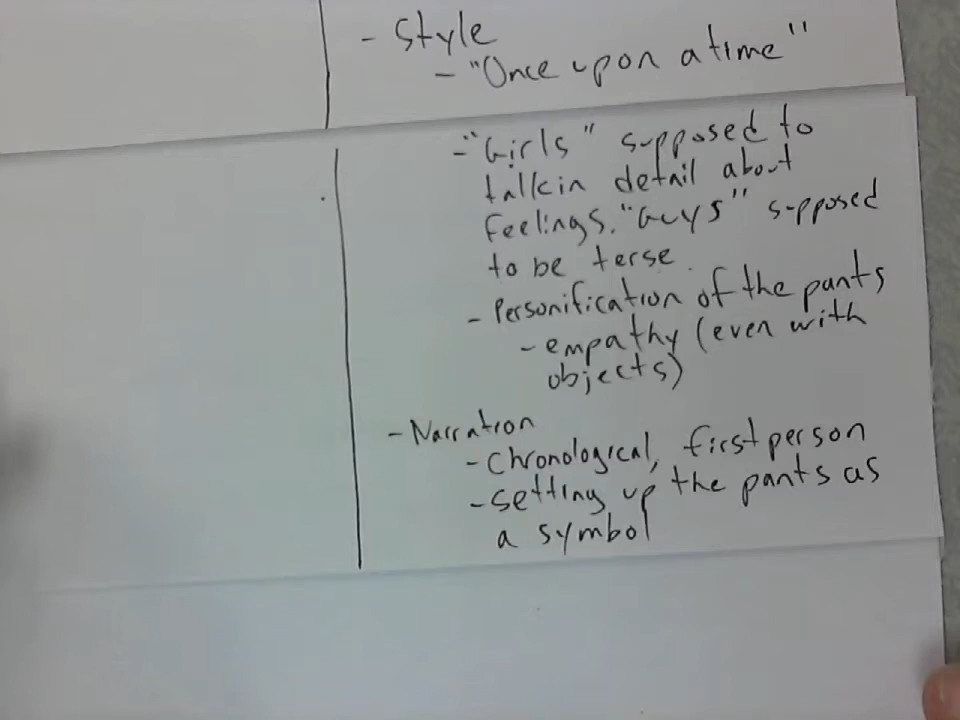 - Style
- "Once upon a time"
- "Girls" supposed to
talk in detail about
feelings. "Guys" supposed
to be terse.
- Personification of the pants
- empathy (even with
objects)
- Narration
- Chronological, first person
- setting up the pants as
a symbol